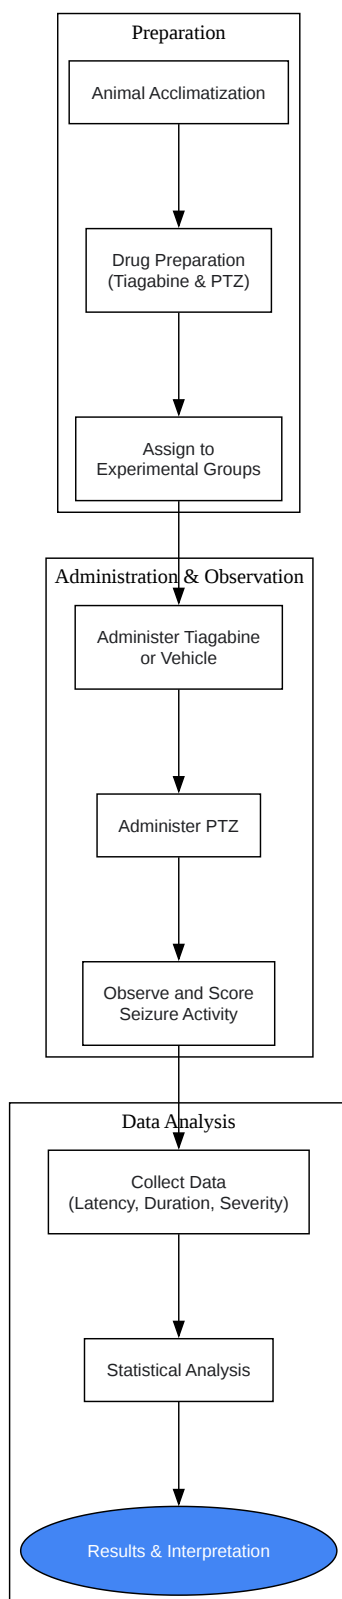 Preparation
Animal Acclimatization
Drug Preparation
(Tiagabine & PTZ)
Assign to
Experimental Groups
Administration & Observation
Administer Tiagabine
or Vehicle
Administer PTZ
Observe and Score
Seizure Activity
Data Analysis
Collect Data
(Latency, Duration, Severity)
Statistical Analysis
Results & Interpretation